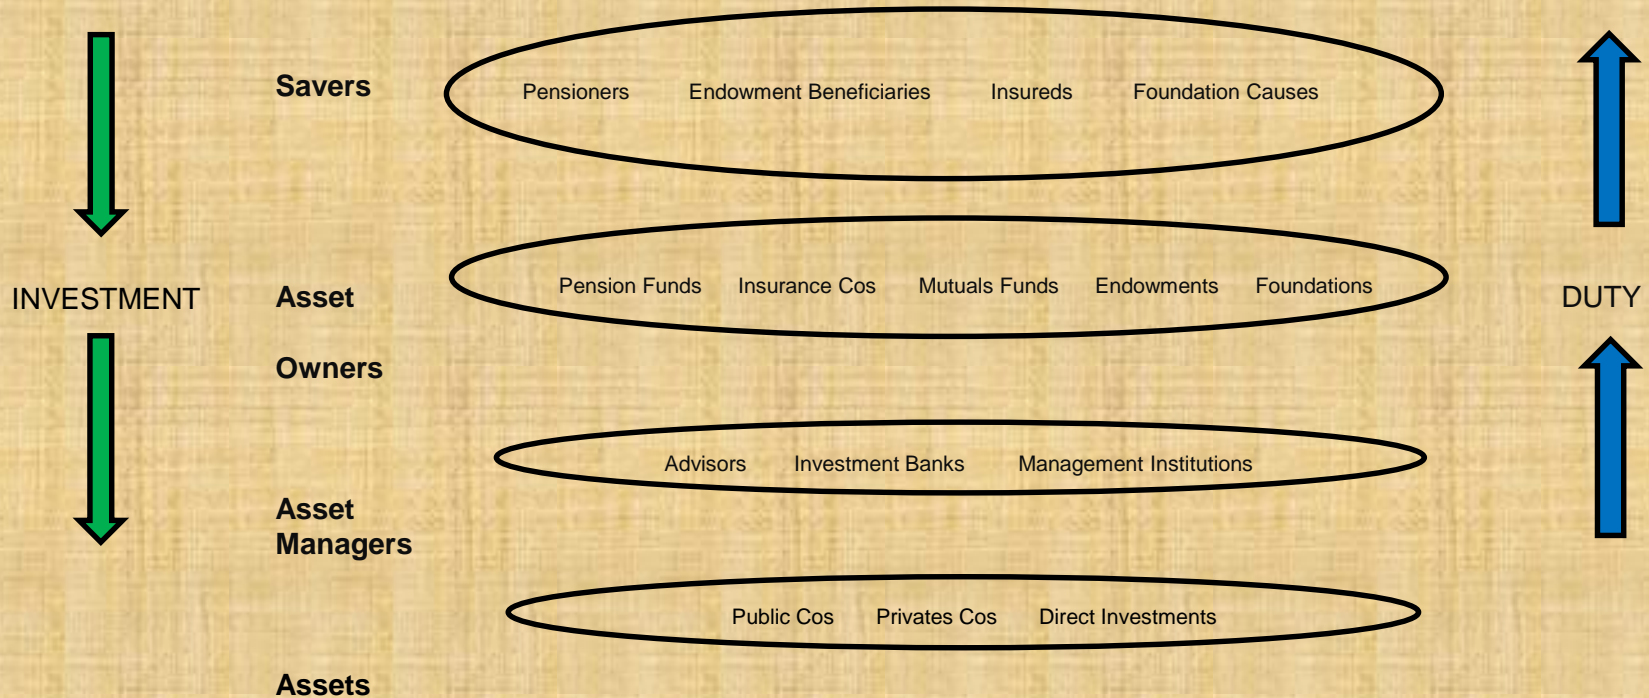 Savers
Pensioners Endowment Beneficiaries Insureds Foundation Causes
INVESTMENT
Asset
Owners
Pension Funds Insurance Cos Mutuals Funds Endowments Foundations
DUTY
Advisors Investment Banks Management Institutions
Asset
Managers
Public Cos Privates Cos Direct Investments
Assets